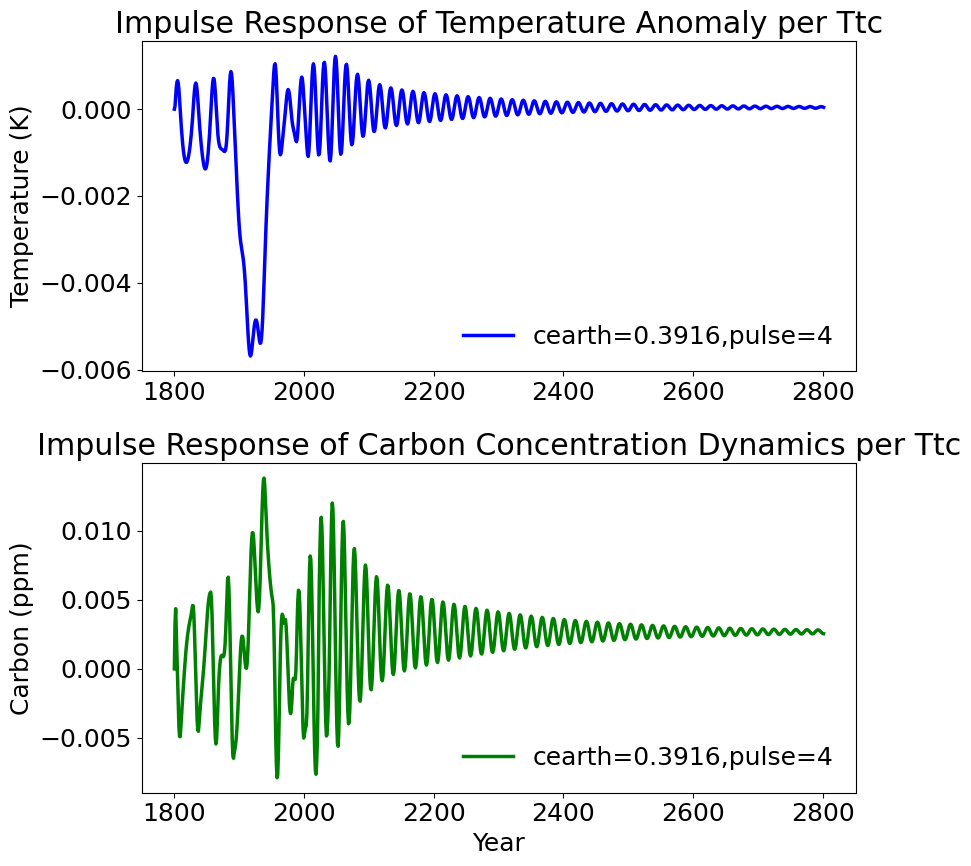 Impulse Response of Temperature Anomaly per Ttc
Temperature (K)
0.000
−0.002
−0.004
−0.006
cearth=0.3916,pulse=4
1800 2000 2200 2400 2600 2800
Impulse Response of Carbon Concentration Dynamics per Ttc
Carbon (ppm)
0.010
0.005
0.000
−0.005
cearth=0.3916,pulse=4
1800 2000 2200 2400 2600 2800
Year